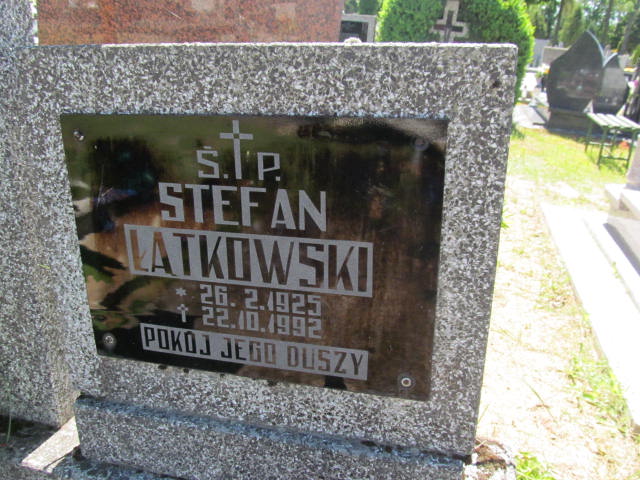 Ś. † P.
STEFAN
ŁATKOWSKI
* 26. 2. 1925
† 22. 10. 1992
POKÓJ JEGO DUSZY